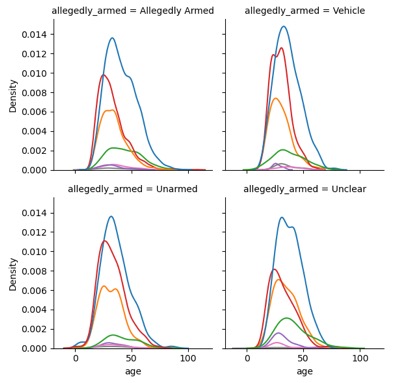 allegedly_armed = Allegedly Armed
allegedly_armed = Vehicle
Density
0.014
0.012
0.010
0.008
0.006
0.004
0.002
0.000
allegedly_armed = Unarmed
allegedly_armed = Unclear
Density
0.014
0.012
0.010
0.008
0.006
0.004
0.002
0.000
0 50 100
age
0 50 100
age